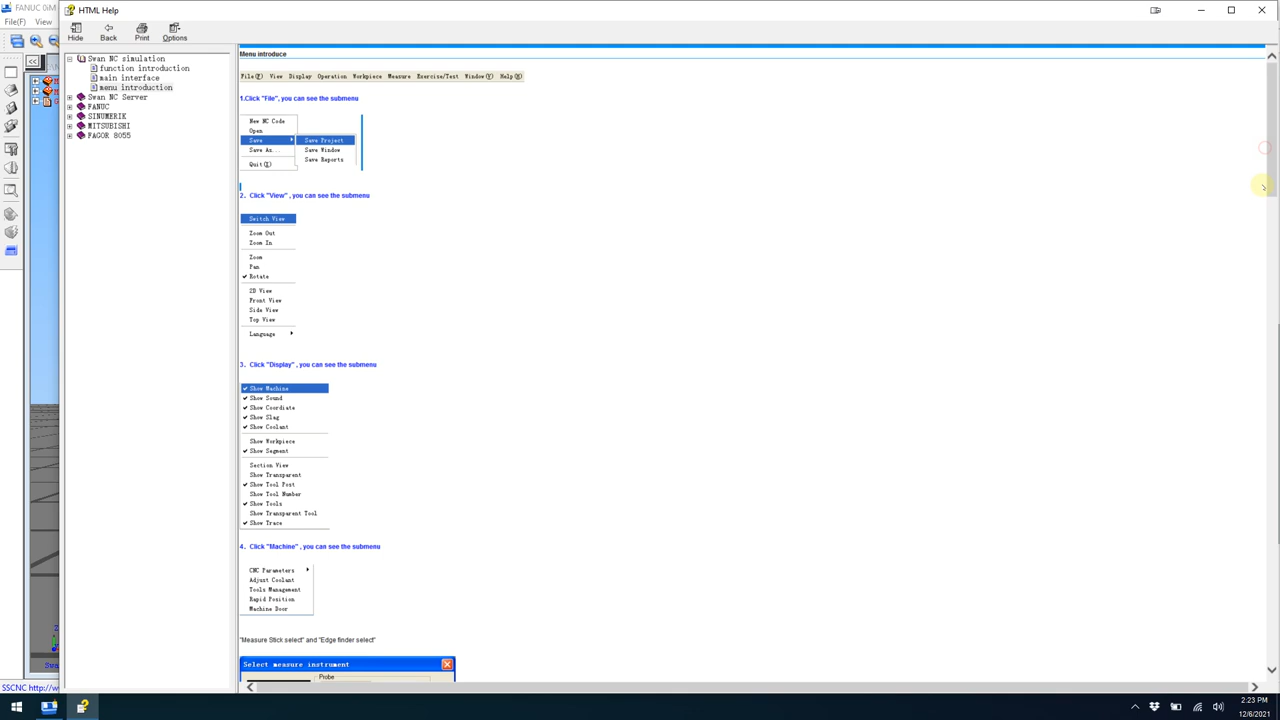 FANUC 0iM
HTML Help
File(F)
Hide
Back
Print
Options
<<
Swan NC simulation
function introduction
main interface
menu introduction
Swan NC Server
FANUC
SINUMERIK
MITSUBISHI
FAGOR 8055
Menu introduce
File(F) View Display Operation Workpiece Measure Exercise/Test Window(V) Help(H)
1.Click "File", you can see the submenu
New NC Code
Open
Save
Save As...
Quit(X)
Save Project
Save Window
Save Reports
2. Click "View" , you can see the submenu
Switch View
Zoom Out
Zoom In
Zoom
Pan
Rotate
2D View
Front View
Side View
Top View
Language
3. Click "Display" , you can see the submenu
Show Machine
Show Sound
Show Coordiate
Show Slag
Show Coolant
Show Workpiece
Show Segment
Section View
Show Transparent
Show Tool Post
Show Tool Number
Show Tools
Show Transparent Tool
Show Trace
4. Click "Machine" , you can see the submenu
CNC Parameters
Adjust Coolant
Tools Management
Rapid Position
Machine Door
"Measure Stick select" and "Edge finder select"
Select measure instrument
Probe
Z
Swa
SSCNC http://w
2:23 PM
12/6/2021